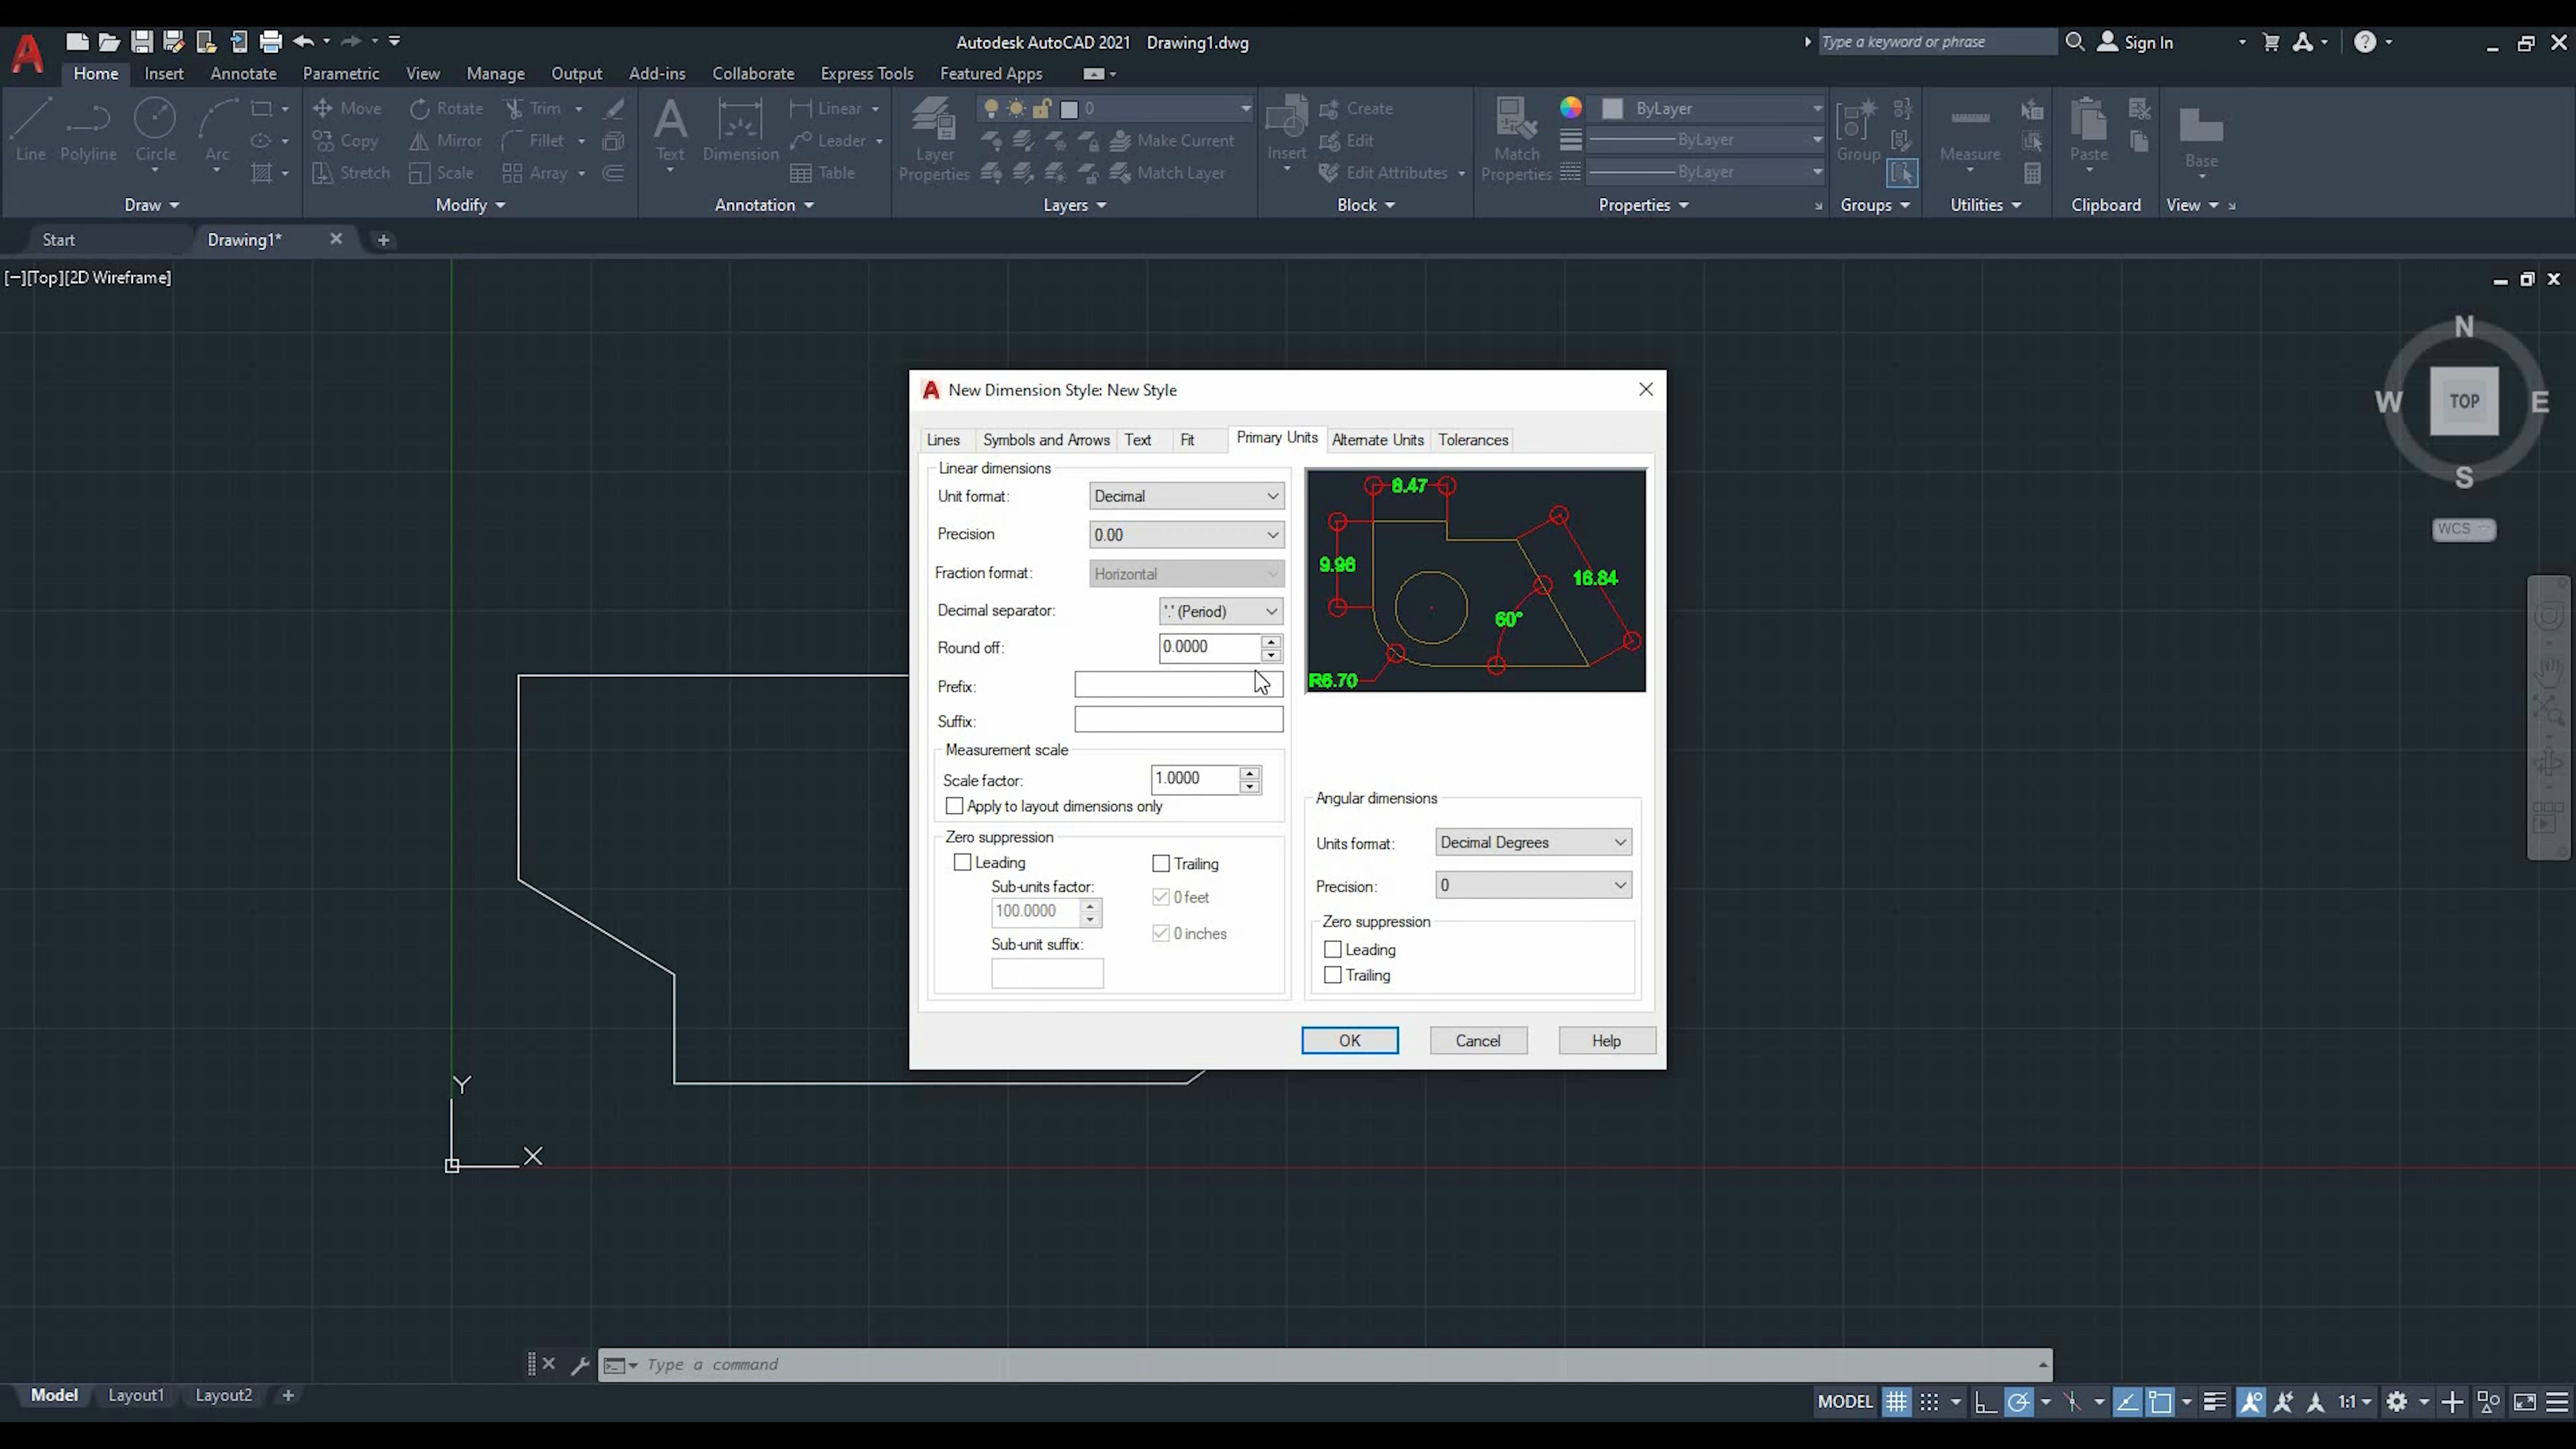 Autodesk AutoCAD 2021 Drawing1.dwg
Type a keyword or phrase
Sign In
Home Insert Annotate Parametric View Manage Output Add-ins Collaborate Express Tools Featured Apps
Line Polyline Circle Arc
Move Rotate Trim
Copy Mirror Fillet
Stretch Scale Array
Text Dimension
Linear
Leader
Table
Layer Properties
0
Make Current
Match Layer
Insert
Create
Edit
Edit Attributes
Match Properties
ByLayer
ByLayer
ByLayer
Group
Measure
Paste
Base
Draw Modify Annotation Layers Block Properties Groups Utilities Clipboard View
Start Drawing1*
[−][Top][2D Wireframe]
N
W TOP E
S
WCS
New Dimension Style: New Style
Lines Symbols and Arrows Text Fit Primary Units Alternate Units Tolerances
Linear dimensions
Unit format: Decimal
Precision 0.00
Fraction format: Horizontal
Decimal separator: '.' (Period)
Round off: 0.0000
Prefix:
Suffix:
Measurement scale
Scale factor: 1.0000
Apply to layout dimensions only
Zero suppression
Leading Trailing
Sub-units factor:
100.0000
0 feet
0 inches
Sub-unit suffix:
8.47
9.96
16.84
60°
R6.70
Angular dimensions
Units format: Decimal Degrees
Precision: 0
Zero suppression
Leading
Trailing
OK Cancel Help
Y
X
Type a command
Model Layout1 Layout2
MODEL 1:1